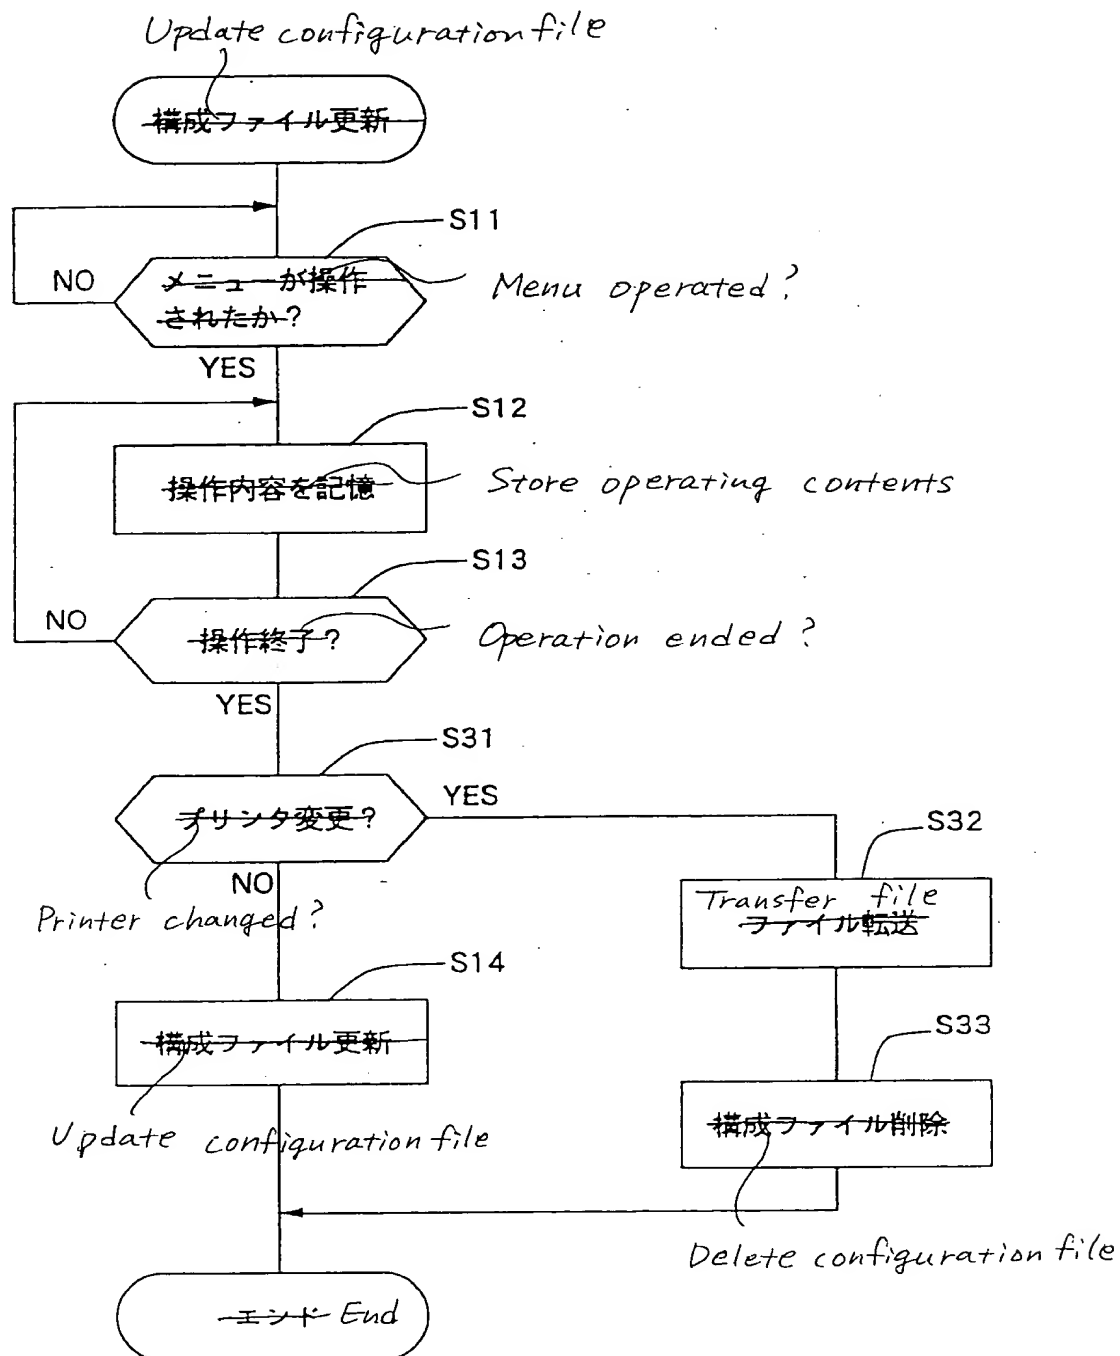 Update configuration file
構成ファイル更新
S11
NO
メニューが操作
されたか?
Menu operated?
YES
S12
操作内容を記憶
Store operating contents
S13
NO
操作終了?
Operation ended?
YES
S31
プリンタ変更?
YES
NO
Printer changed?
S32
Transfer file
ファイル転送
S14
構成ファイル更新
Update configuration file
S33
構成ファイル削除
Delete configuration file
エンド End